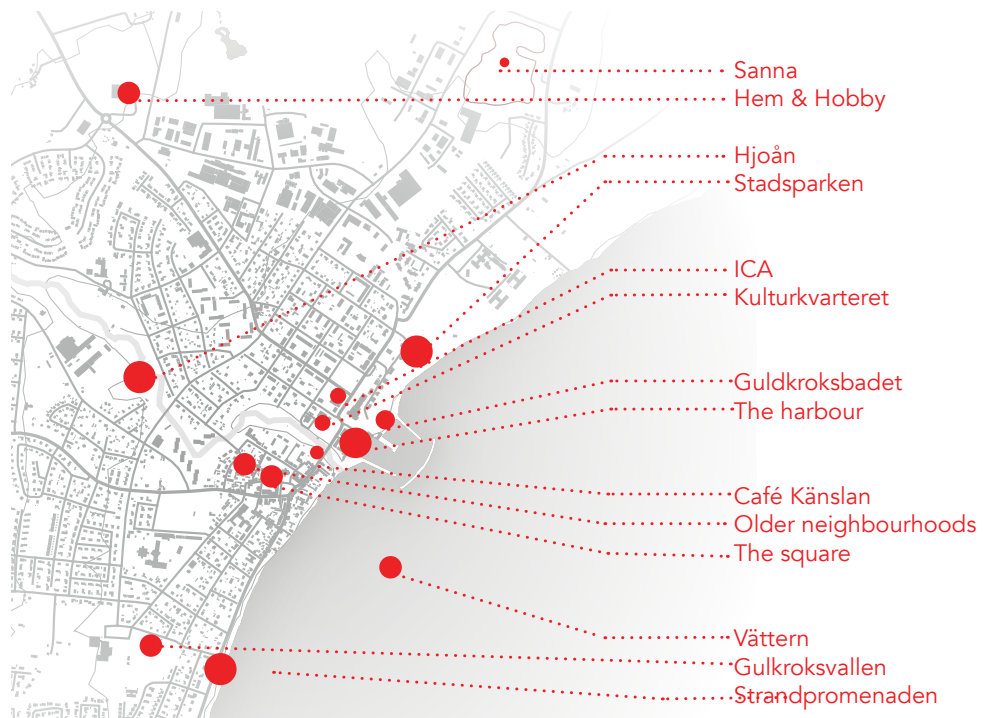 Sanna
Hem & Hobby
Hjoån
Stadsparken
ICA
Kulturkvarteret
Guldkroksbadet
The harbour
Café Känslan
Older neighbourhoods
The square
Vättern
Gulkroksvallen
Strandpromenaden